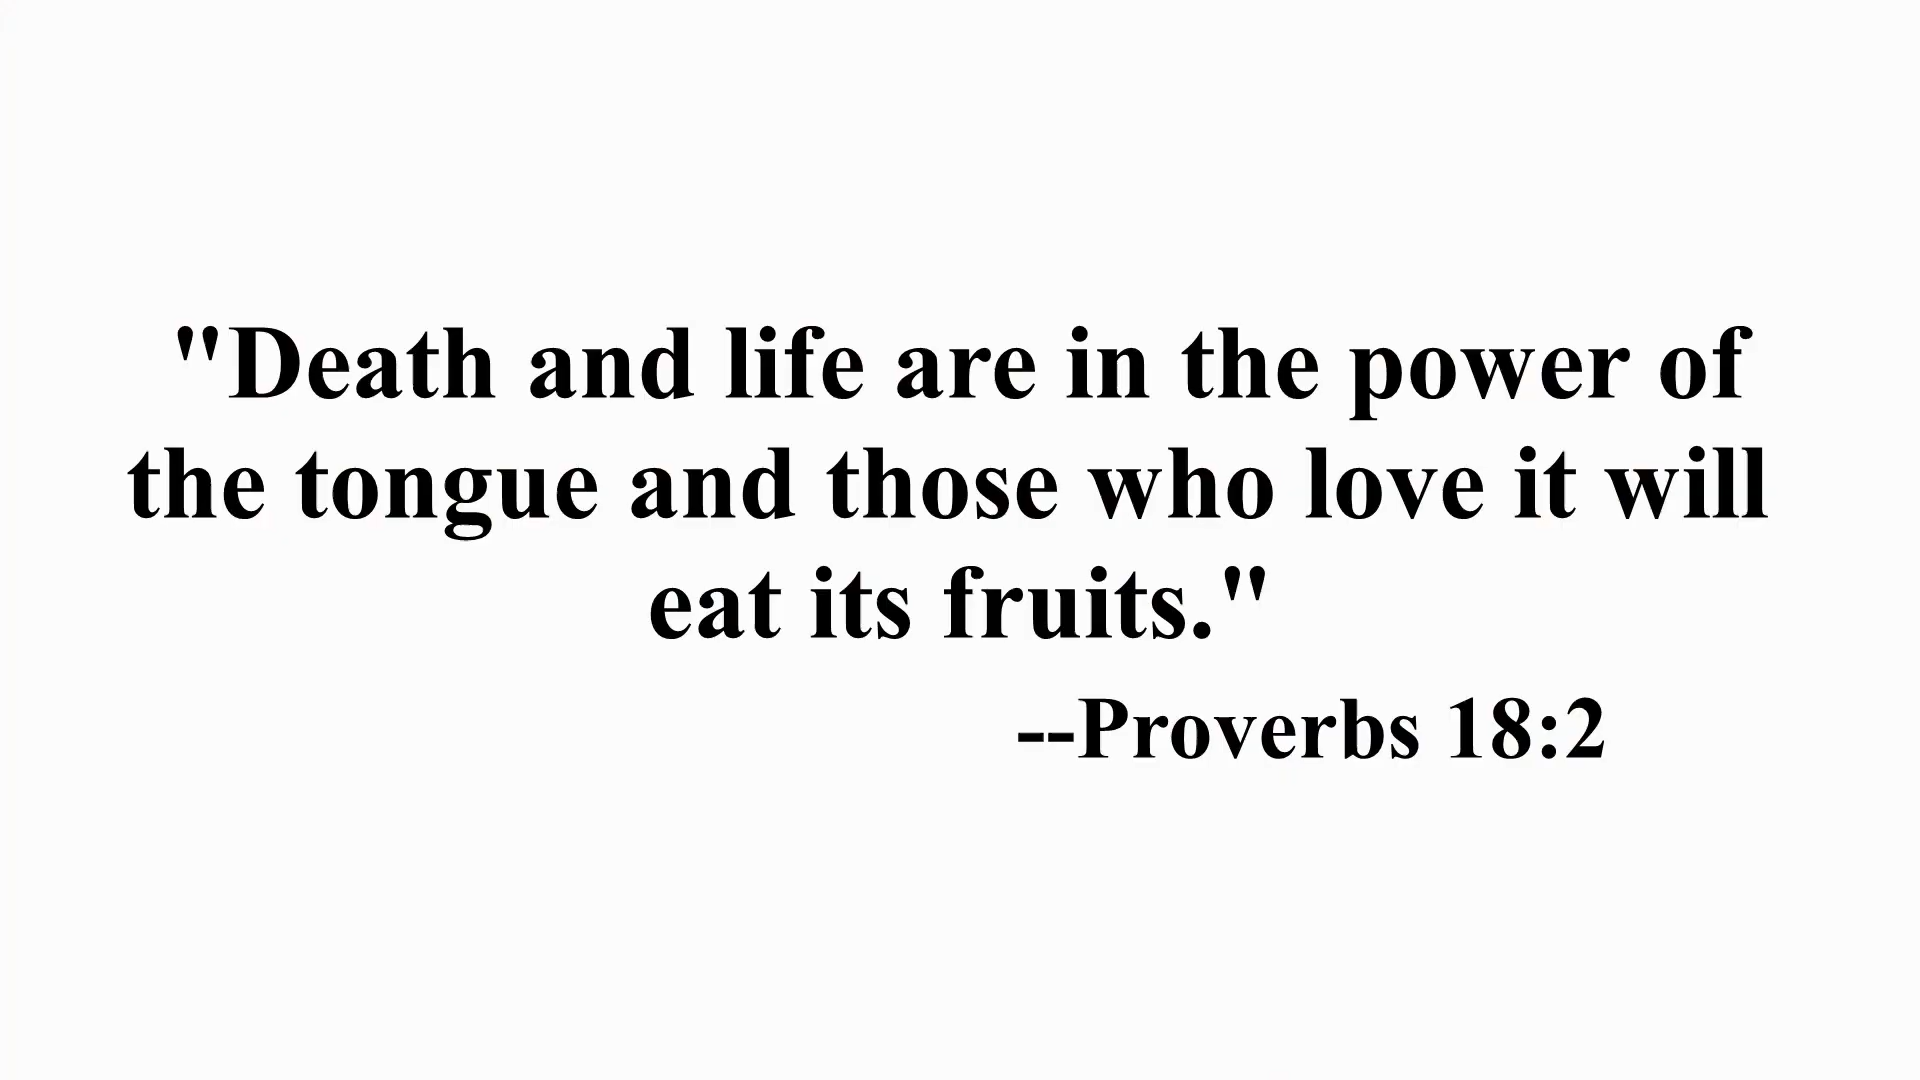 "Death and life are in the power of
the tongue and those who love it will
eat its fruits."
--Proverbs 18:2